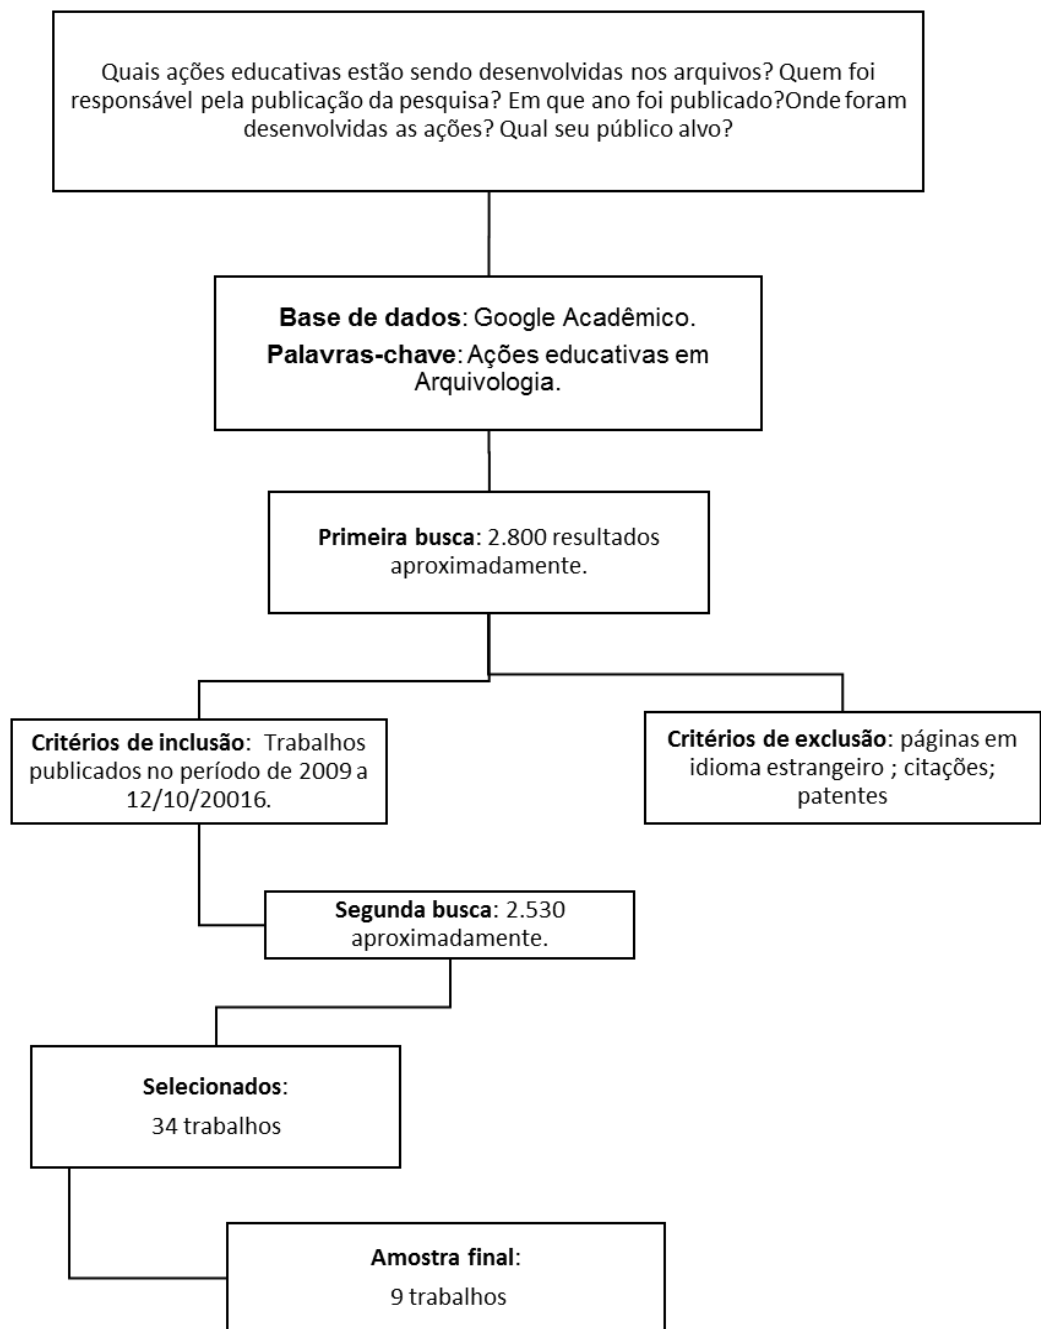 Quais ações educativas estão sendo desenvolvidas nos arquivos? Quem foi
responsável pela publicação da pesquisa? Em que ano foi publicado?Onde foram
desenvolvidas as ações? Qual seu público alvo?
Base de dados: Google Acadêmico.
Palavras-chave: Ações educativas em
Arquivologia.
Primeira busca: 2.800 resultados
aproximadamente.
Critérios de inclusão: Trabalhos
publicados no período de 2009 a
12/10/20016.
Critérios de exclusão: páginas em
idioma estrangeiro ; citações;
patentes
Segunda busca: 2.530
aproximadamente.
Selecionados:
34 trabalhos
Amostra final:
9 trabalhos